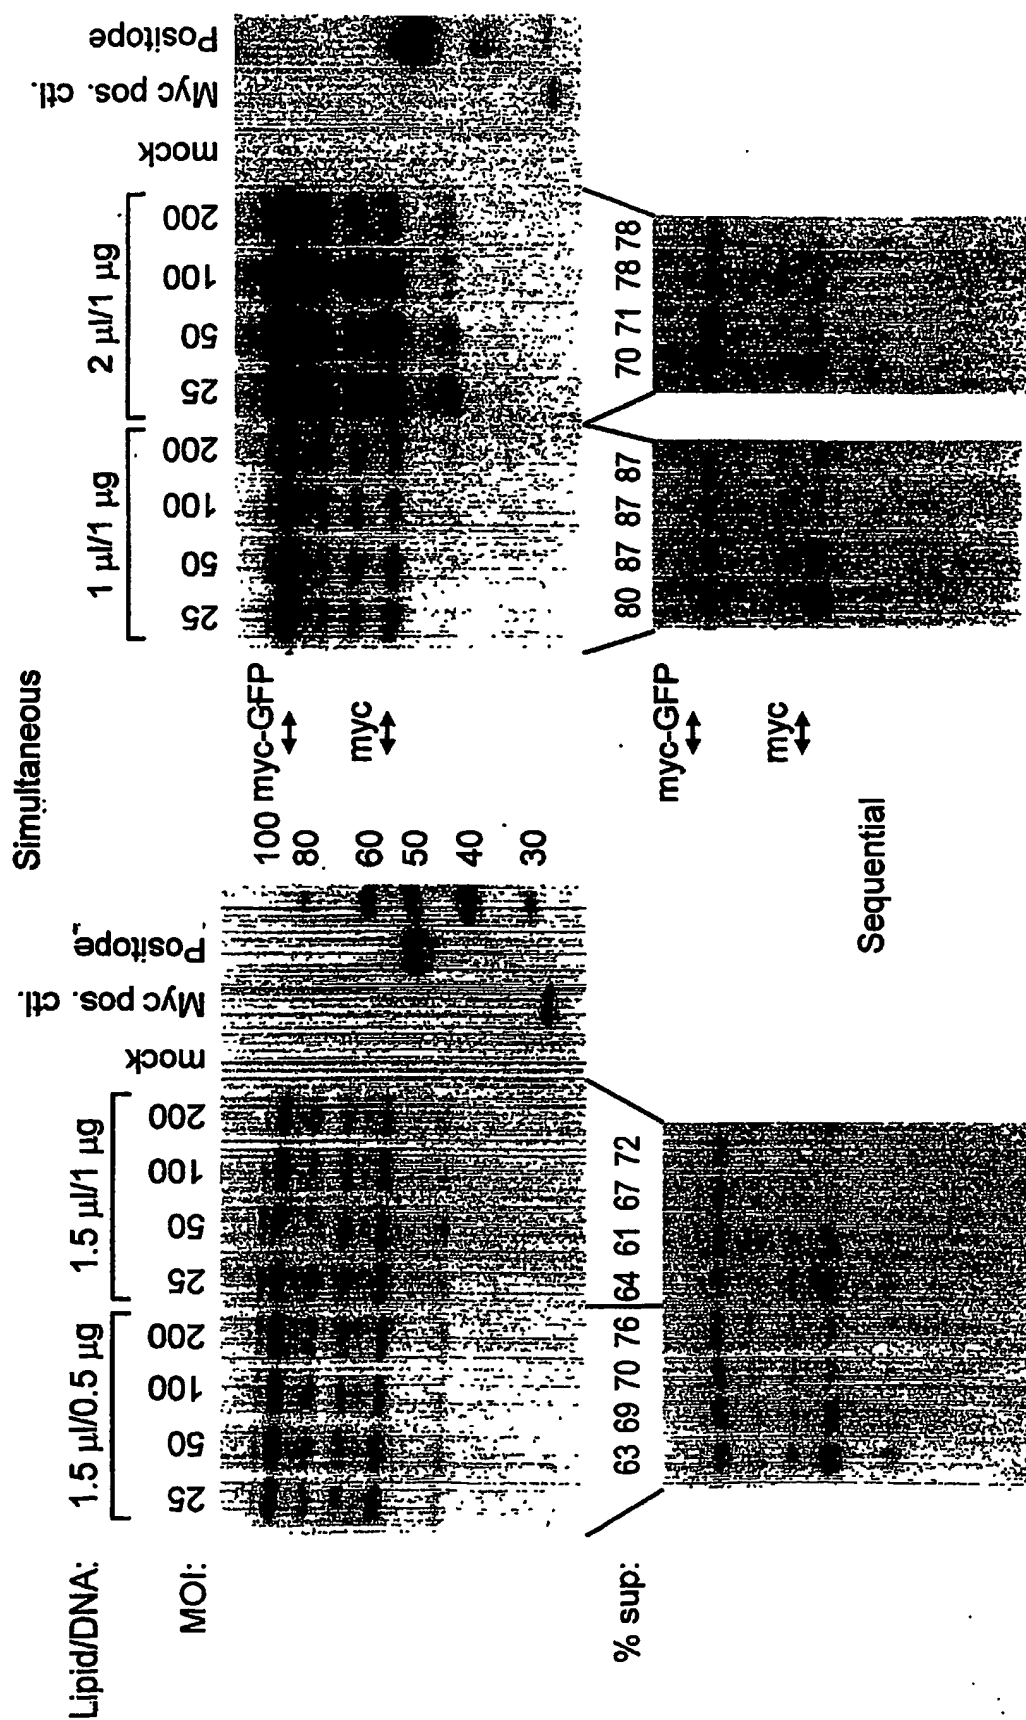 Simultaneous
Lipid/DNA: 1.5 µl/0.5 µg 1.5 µl/1 µg 1 µl/1 µg 2 µl/1 µg
MOI: 25 50 100 200 25 50 100 200 mock Myc pos. ctl. Positope 25 50 100 200 25 50 100 200 mock Myc pos. ctl. Positope
100 myc-GFP
80
60 myc
50
40
30
% sup: 63 69 70 76 64 61 67 72 80 87 87 87 70 71 78 78
myc-GFP
myc
Sequential